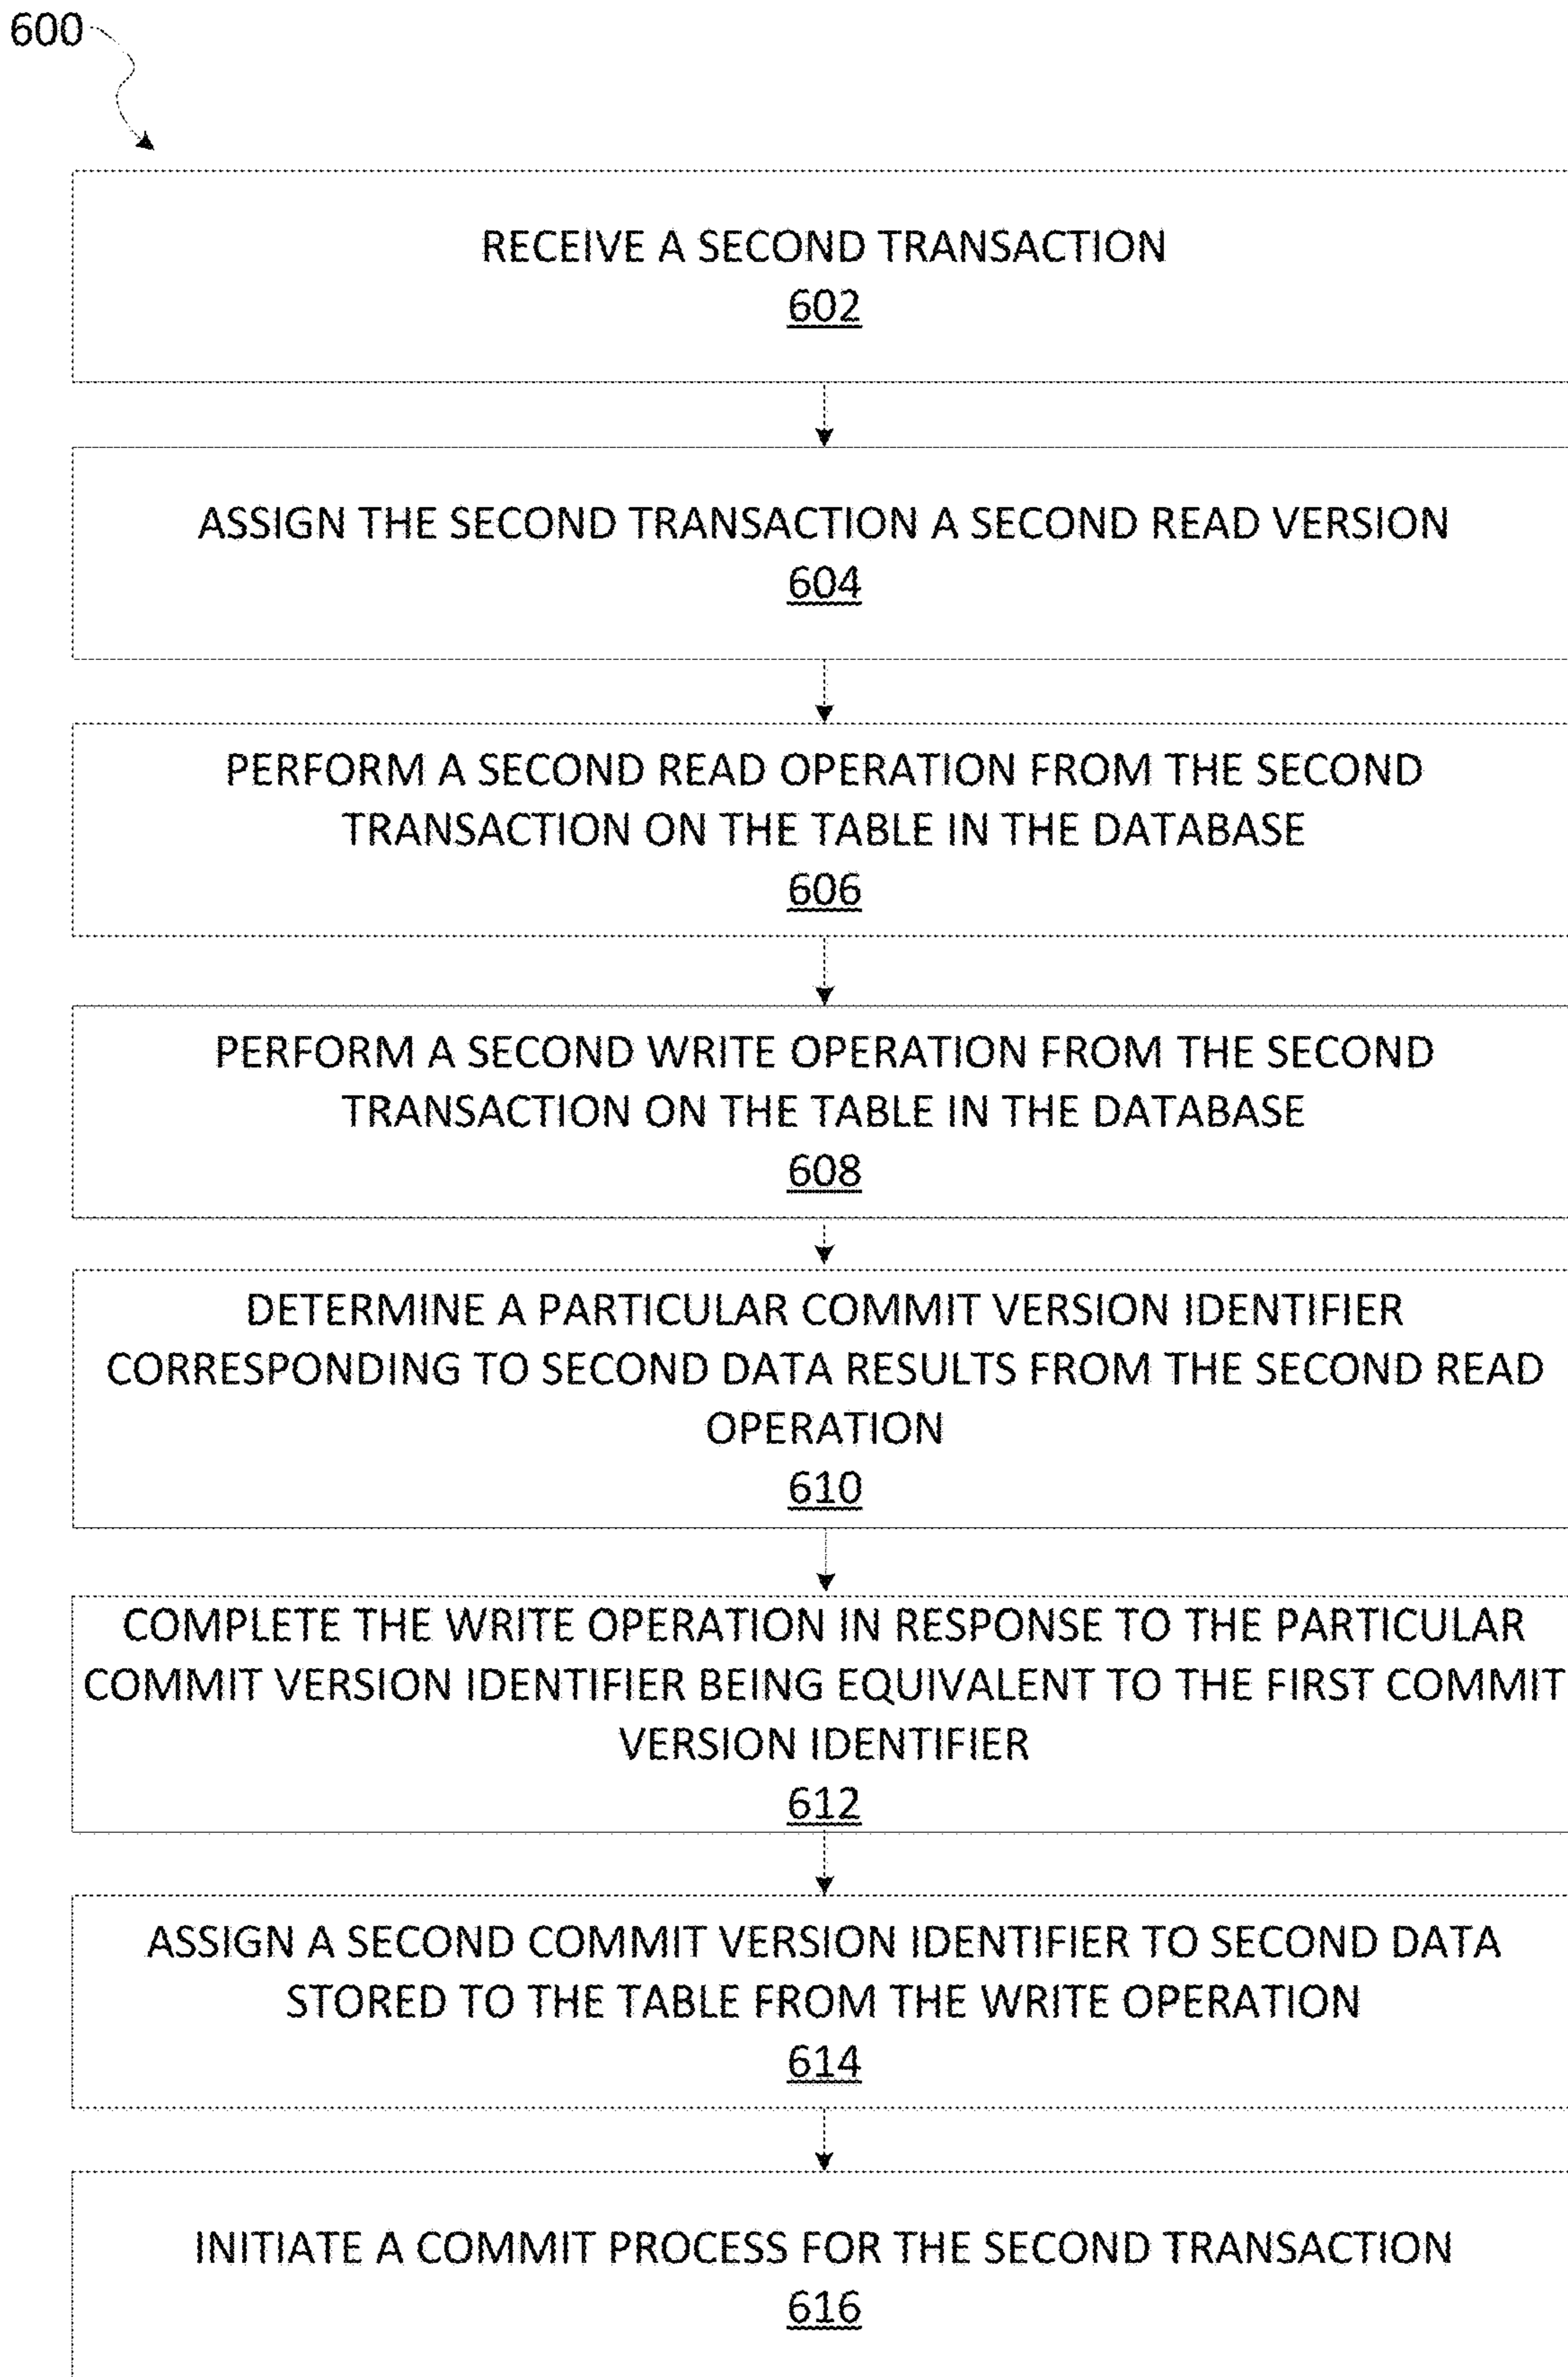 600
RECEIVE A SECOND TRANSACTION
602
ASSIGN THE SECOND TRANSACTION A SECOND READ VERSION
604
PERFORM A SECOND READ OPERATION FROM THE SECOND
TRANSACTION ON THE TABLE IN THE DATABASE
606
PERFORM A SECOND WRITE OPERATION FROM THE SECOND
TRANSACTION ON THE TABLE IN THE DATABASE
608
DETERMINE A PARTICULAR COMMIT VERSION IDENTIFIER
CORRESPONDING TO SECOND DATA RESULTS FROM THE SECOND READ
OPERATION
610
COMPLETE THE WRITE OPERATION IN RESPONSE TO THE PARTICULAR
COMMIT VERSION IDENTIFIER BEING EQUIVALENT TO THE FIRST COMMIT
VERSION IDENTIFIER
612
ASSIGN A SECOND COMMIT VERSION IDENTIFIER TO SECOND DATA
STORED TO THE TABLE FROM THE WRITE OPERATION
614
INITIATE A COMMIT PROCESS FOR THE SECOND TRANSACTION
616